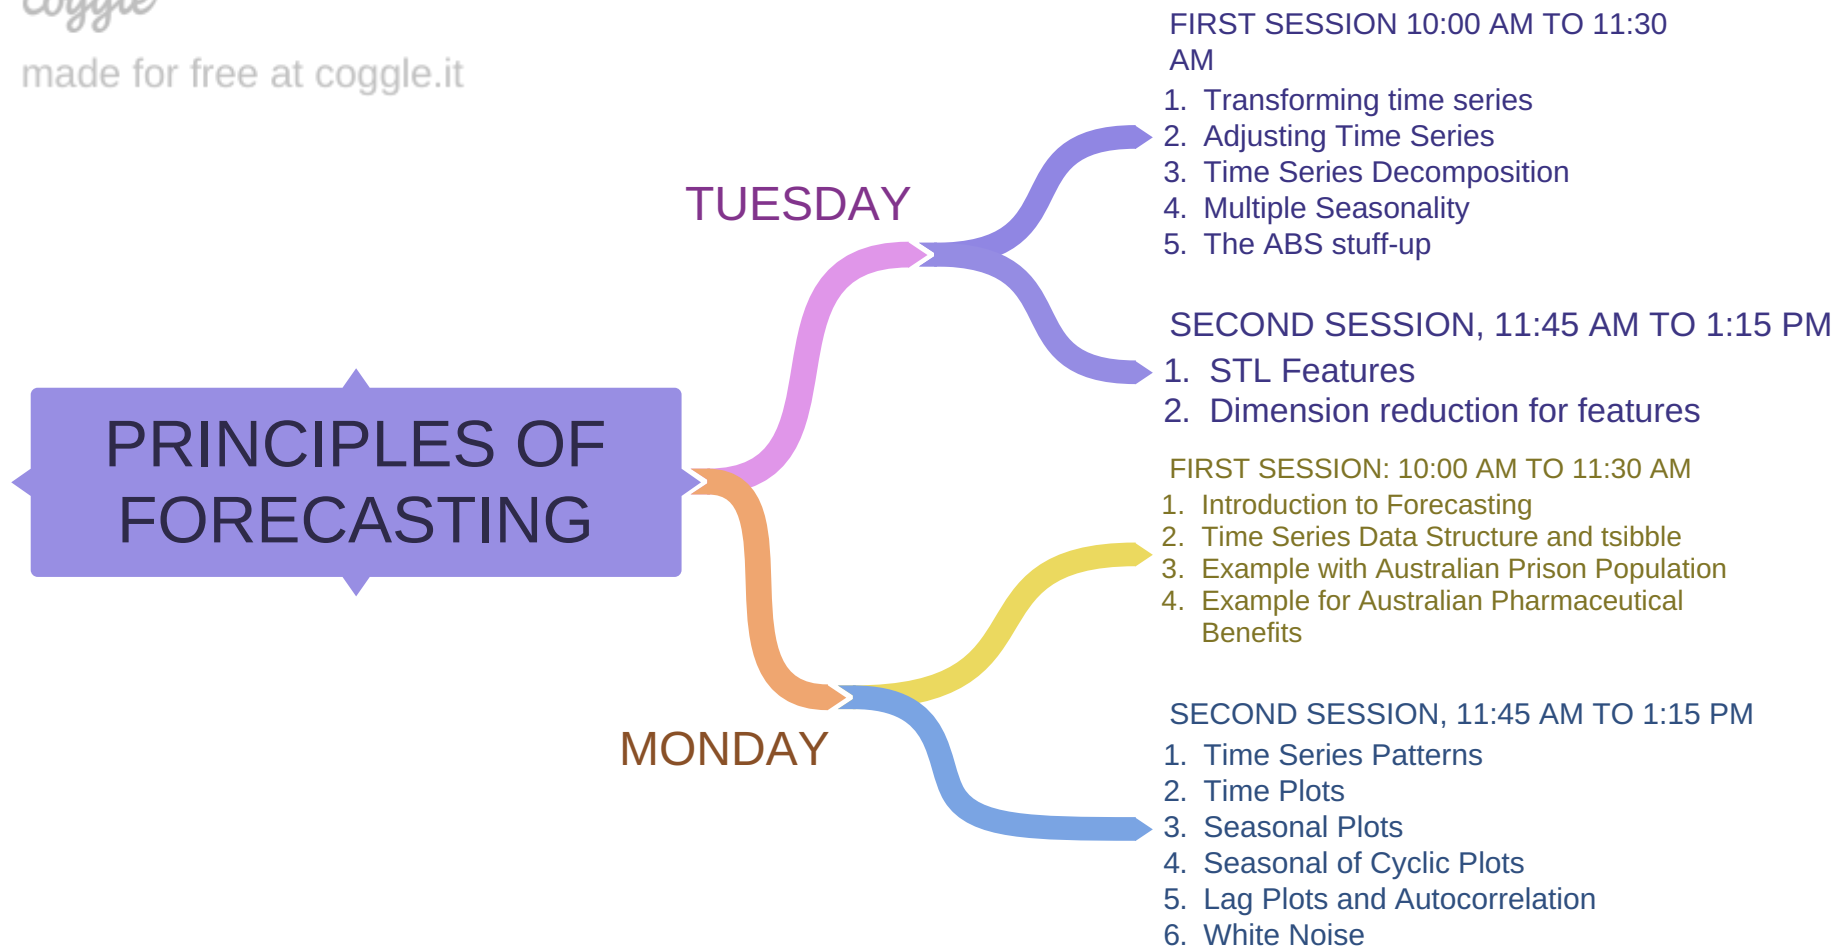 coggle
made for free at coggle.it
FIRST SESSION 10:00 AM TO 11:30
AM
1. Transforming time series
2. Adjusting Time Series
3. Time Series Decomposition
4. Multiple Seasonality
5. The ABS stuff-up
TUESDAY
SECOND SESSION, 11:45 AM TO 1:15 PM
1. STL Features
2. Dimension reduction for features
PRINCIPLES OF
FORECASTING
FIRST SESSION: 10:00 AM TO 11:30 AM
1. Introduction to Forecasting
2. Time Series Data Structure and tsibble
3. Example with Australian Prison Population
4. Example for Australian Pharmaceutical
Benefits
MONDAY
SECOND SESSION, 11:45 AM TO 1:15 PM
1. Time Series Patterns
2. Time Plots
3. Seasonal Plots
4. Seasonal of Cyclic Plots
5. Lag Plots and Autocorrelation
6. White Noise